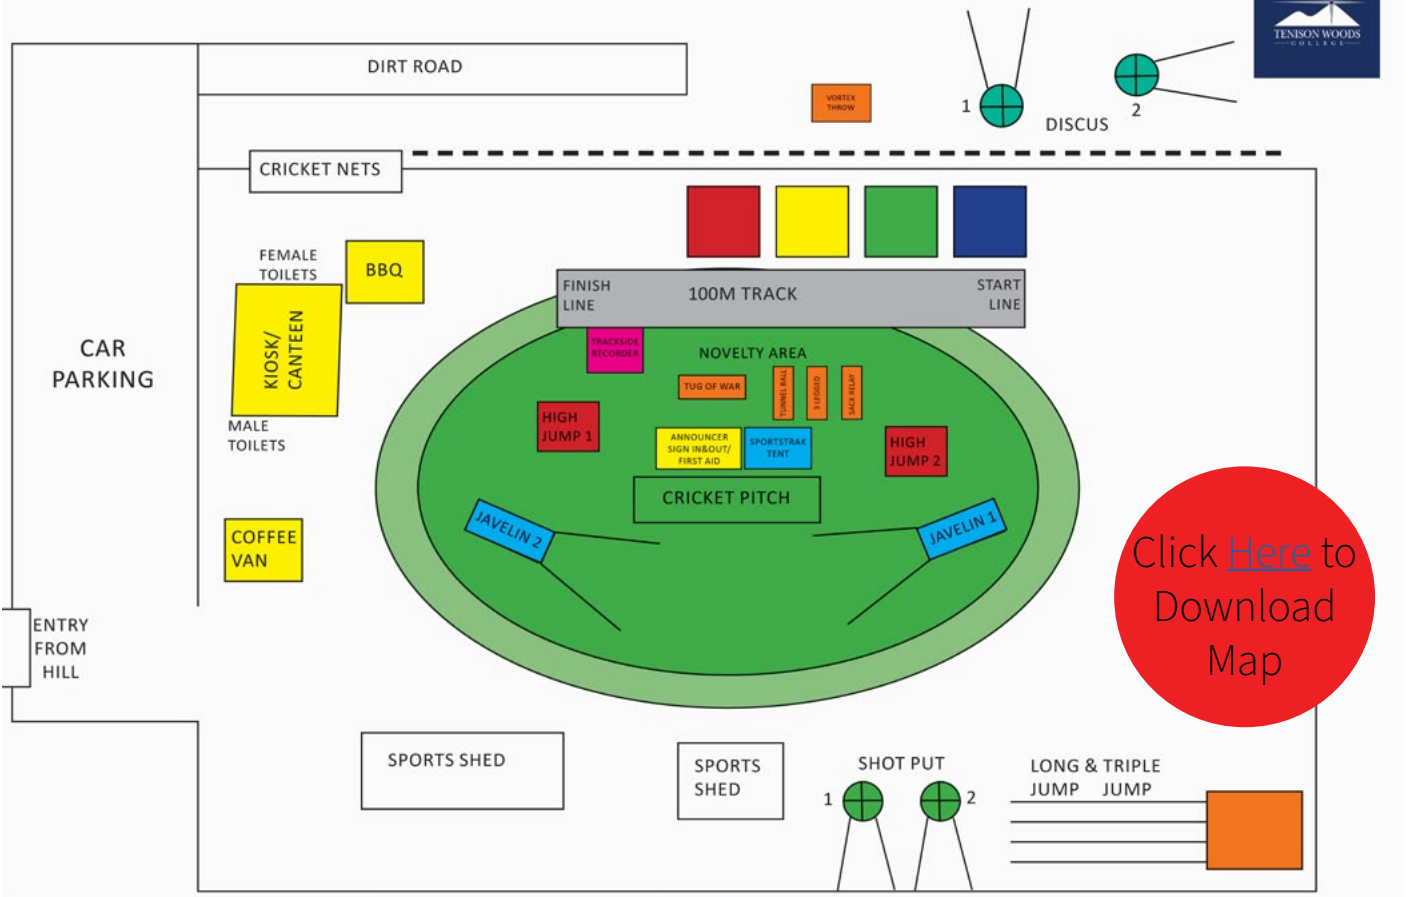 TENISON WOODS
COLLEGE
DIRT ROAD
VORTEX
THROW
1
DISCUS
2
CRICKET NETS
FEMALE
TOILETS
BBQ
KIOSK/
CANTEEN
MALE
TOILETS
CAR
PARKING
FINISH
LINE
100M TRACK
START
LINE
TRACKSIDE
RECORDER
NOVELTY AREA
TUG OF WAR
TUNNEL BALL
3 LEGGED
SACK RELAY
HIGH
JUMP 1
ANNOUNCER
SIGN IN&OUT/
FIRST AID
SPORTSTRAK
TENT
HIGH
JUMP 2
CRICKET PITCH
JAVELIN 2
JAVELIN 1
COFFEE
VAN
Click Here to
Download
Map
ENTRY
FROM
HILL
SPORTS SHED
SPORTS
SHED
SHOT PUT
1
2
LONG & TRIPLE
JUMP JUMP